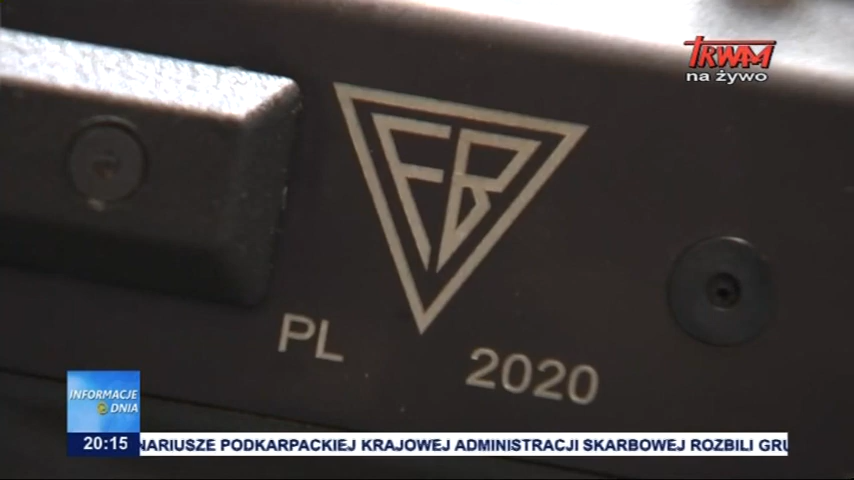 TRWAM
na żywo
FB
PL
2020
INFORMACJE
DNIA
20:15
NARIUSZE PODKARPACKIEJ KRAJOWEJ ADMINISTRACJI SKARBOWEJ ROZBILI GRU